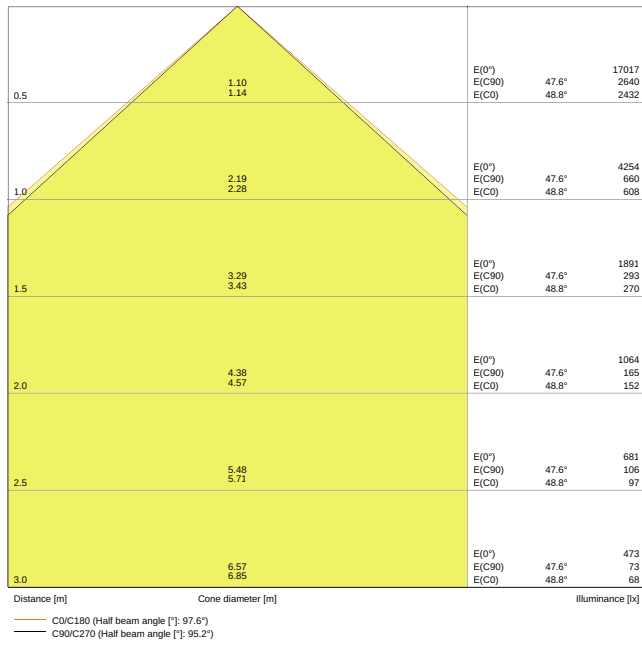 E(0°) 17017
1.10 E(C90) 47.6° 2640
0.5 1.14 E(C0) 48.8° 2432
E(0°) 4254
2.19 E(C90) 47.6° 660
1.0 2.28 E(C0) 48.8° 608
E(0°) 1891
3.29 E(C90) 47.6° 293
1.5 3.43 E(C0) 48.8° 270
E(0°) 1064
4.38 E(C90) 47.6° 165
2.0 4.57 E(C0) 48.8° 152
E(0°) 681
5.48 E(C90) 47.6° 106
2.5 5.71 E(C0) 48.8° 97
E(0°) 473
6.57 E(C90) 47.6° 73
3.0 6.85 E(C0) 48.8° 68
Distance [m] Cone diameter [m] Illuminance [lx]
C0/C180 (Half beam angle [°]: 97.6°)
C90/C270 (Half beam angle [°]: 95.2°)